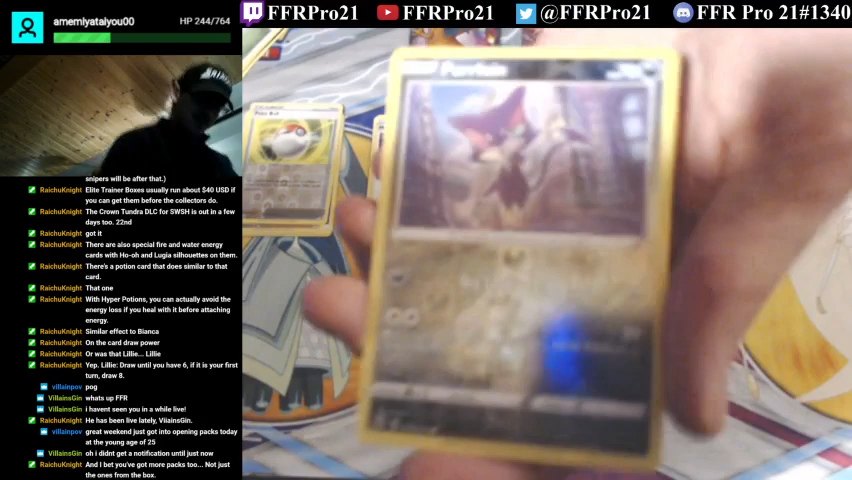 amemiyataiyou00
HP 244/764
FFRPro21
FFRPro21
@FFRPro21
FFR Pro 21#1340
snipers will be after that.)
RaichuKnight Elite Trainer Boxes usually run about $40 USD if
you can get them before the collectors do.
RaichuKnight The Crown Tundra DLC for SWSH is out in a few
days too. 22nd
RaichuKnight got it
RaichuKnight There are also special fire and water energy
cards with Ho-oh and Lugia silhouettes on them.
RaichuKnight There's a potion card that does similar to that
card.
RaichuKnight That one
RaichuKnight With Hyper Potions, you can actually avoid the
energy loss if you heal with it before attaching
energy.
RaichuKnight Similar effect to Bianca
RaichuKnight On the card draw power
RaichuKnight Or was that Lillie... Lillie
RaichuKnight Yep. Lillie: Draw until you have 6, if it is your first
turn, draw 8.
villainpov pog
VillainsGin whats up FFR
VillainsGin i havent seen you in a while live!
RaichuKnight He has been live lately, VillainsGin.
villainpov great weekend just got into opening packs today
at the young age of 25
VillainsGin oh i didnt get a notification until just now
RaichuKnight And I bet you've got more packs too... Not just
the ones from the box.
Poké Ball
Purrloin